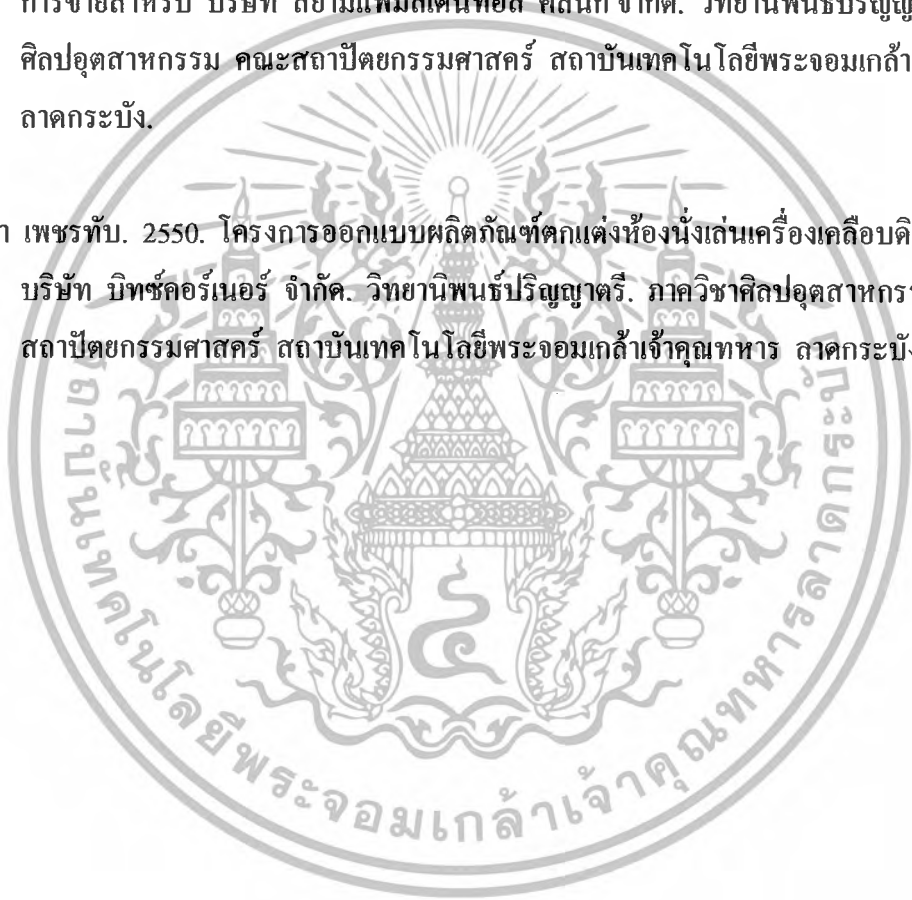 การขายสำหรับ บริษัท สยามแฟมิลี่เดนทอล คลินิก จำกัด. วิทยานิพนธ์ปริญญ
ศิลปอุตสาหกรรม คณะสถาปัตยกรรมศาสตร์ สถาบันเทคโนโลยีพระจอมเกล้า
ลาดกระบัง.
า เพชรทับ. 2550. โครงการออกแบบผลิตภัณฑ์ตกแต่งห้องนั่งเล่นเครื่องเคลือบดิ
บริษัท บิทซ์คอร์เนอร์ จำกัด. วิทยานิพนธ์ปริญญาตรี. ภาควิชาศิลปอุตสาหกร
สถาปัตยกรรมศาสตร์ สถาบันเทคโนโลยีพระจอมเกล้าเจ้าคุณทหาร ลาดกระบัง
สถาบันเทคโนโลยีพระจอมเกล้าเจ้าคุณทหารลาดกระบัง